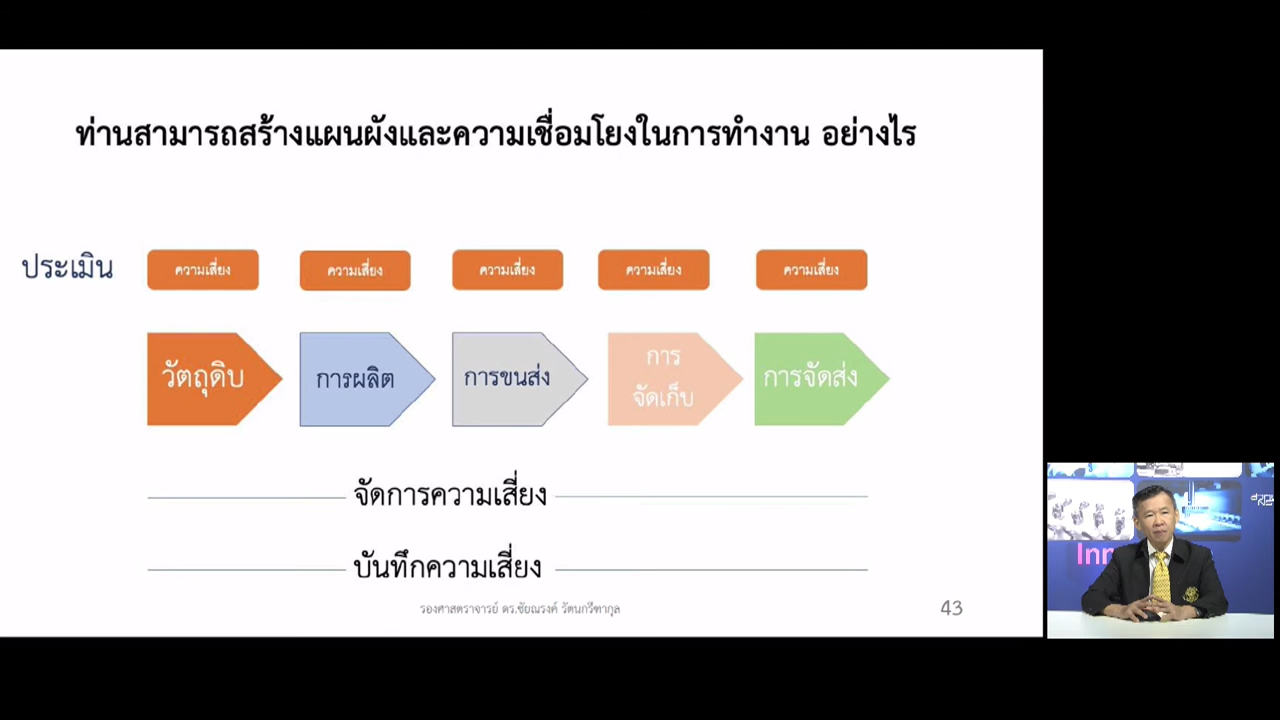 ท่านสามารถสร้างแผนผังและความเชื่อมโยงในการทำงาน อย่างไร
ประเมิน
ความเสี่ยง
ความเสี่ยง
ความเสี่ยง
ความเสี่ยง
ความเสี่ยง
วัตถุดิบ
การผลิต
การขนส่ง
การ
จัดเก็บ
การจัดส่ง
จัดการความเสี่ยง
บันทึกความเสี่ยง
รองศาสตราจารย์ ดร.ชัยณรงค์ รัตนกรีฑากุล
43